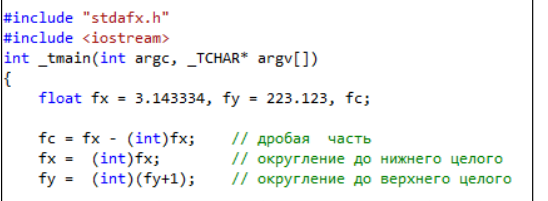 #include "stdafx.h"
#include <iostream>
int _tmain(int argc, _TCHAR* argv[])
{
float fx = 3.143334, fy = 223.123, fc;
fc = fx - (int)fx; // дробая часть
fx = (int)fx; // округление до нижнего целого
fy = (int)(fy+1); // округление до верхнего целого